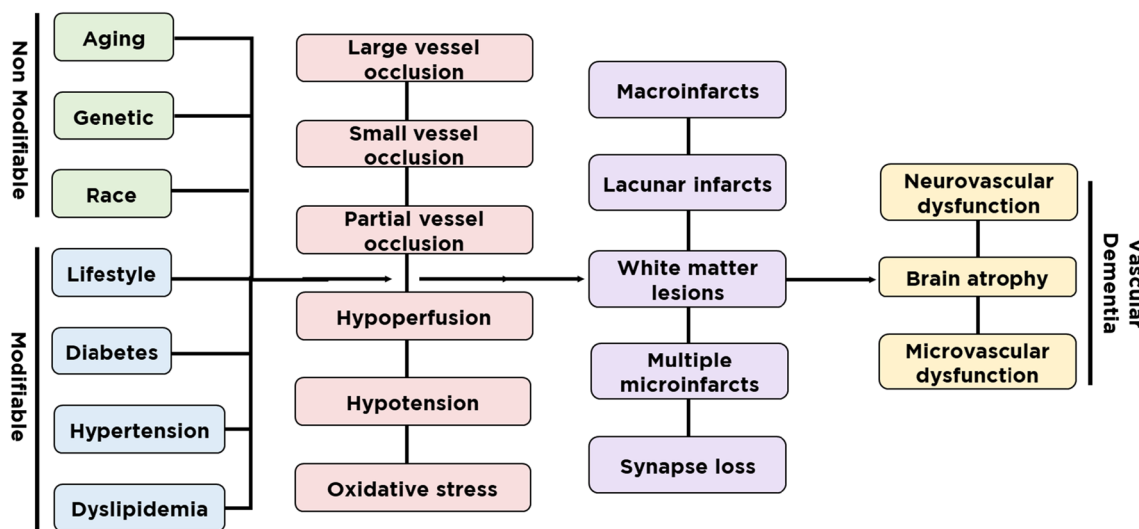 Non Modifiable
Aging
Genetic
Race
Modifiable
Lifestyle
Diabetes
Hypertension
Dyslipidemia
Large vessel
occlusion
Small vessel
occlusion
Partial vessel
occlusion
Hypoperfusion
Hypotension
Oxidative stress
Macroinfarcts
Lacunar infarcts
White matter
lesions
Multiple
microinfarcts
Synapse loss
Neurovascular
dysfunction
Brain atrophy
Microvascular
dysfunction
Vascular
Dementia